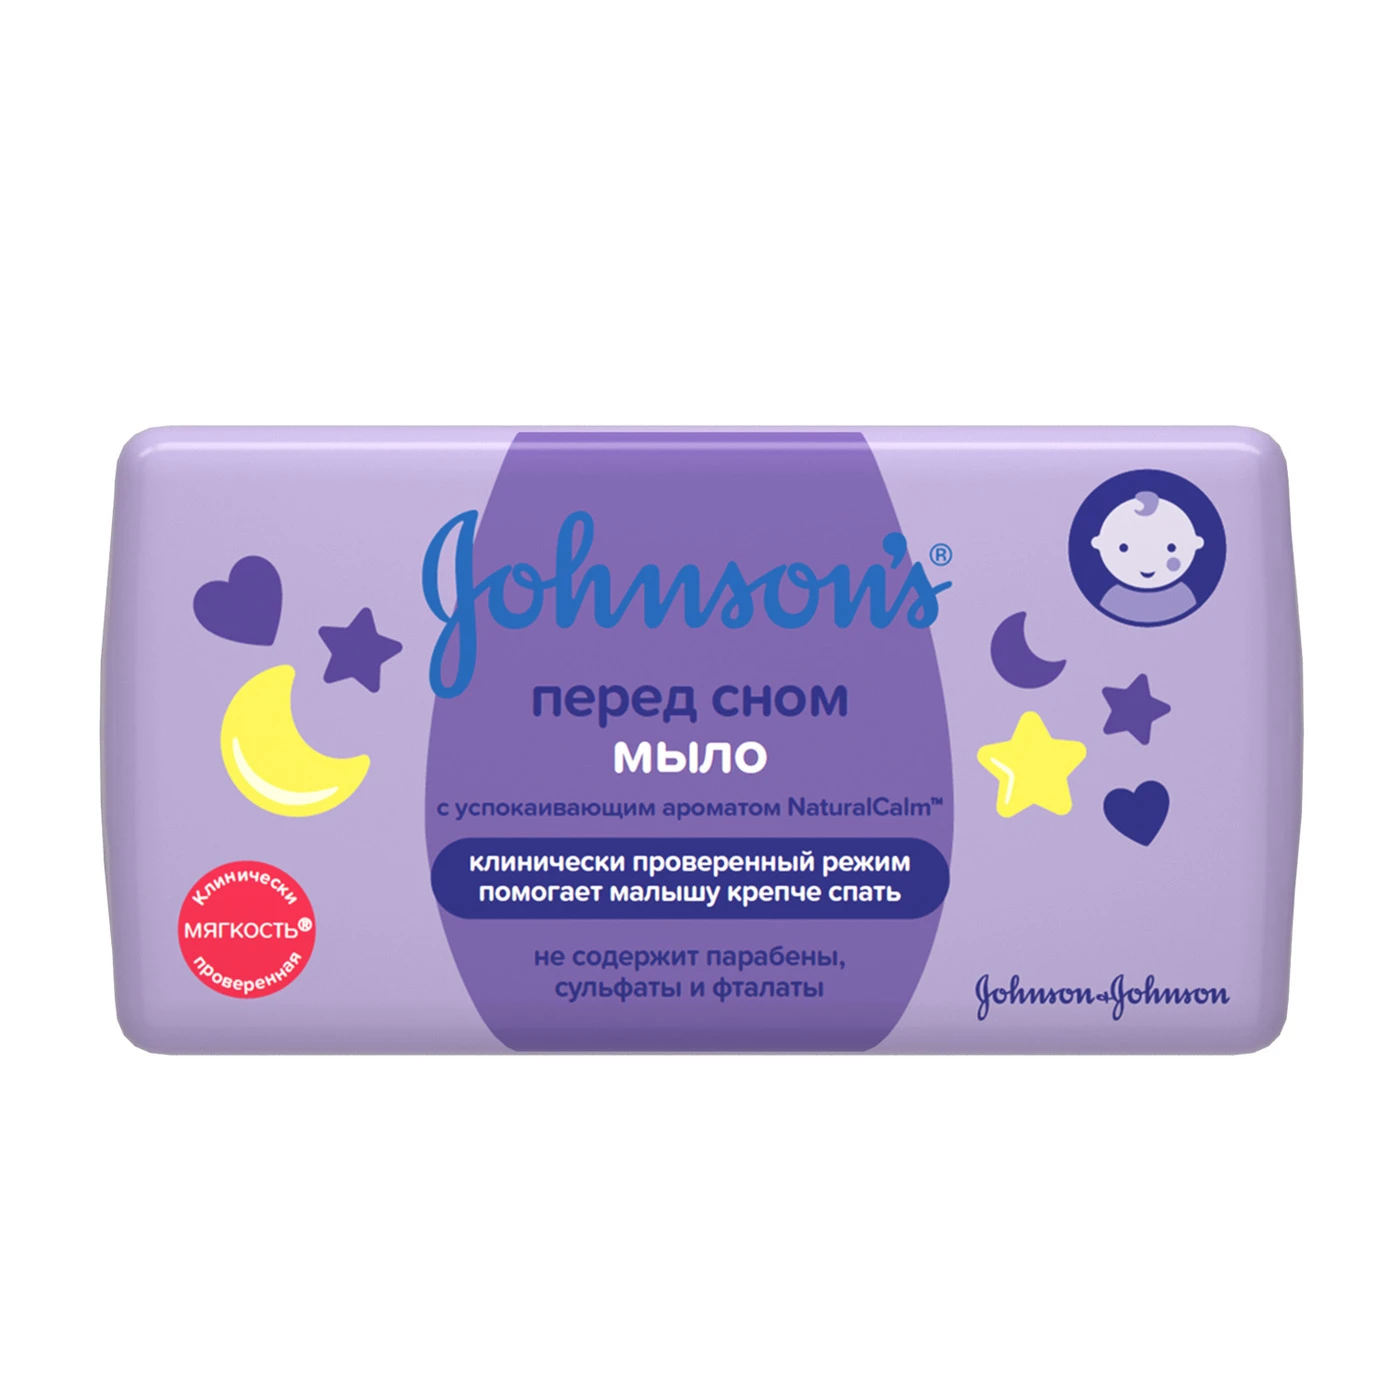 Johnson's®
перед сном
мыло
с успокаивающим ароматом NaturalCalm™
клинически проверенный режим
помогает малышу крепче спать
не содержит парабены,
сульфаты и фталаты
Клинически
МЯГКОСТЬ®
проверенная
Johnson & Johnson